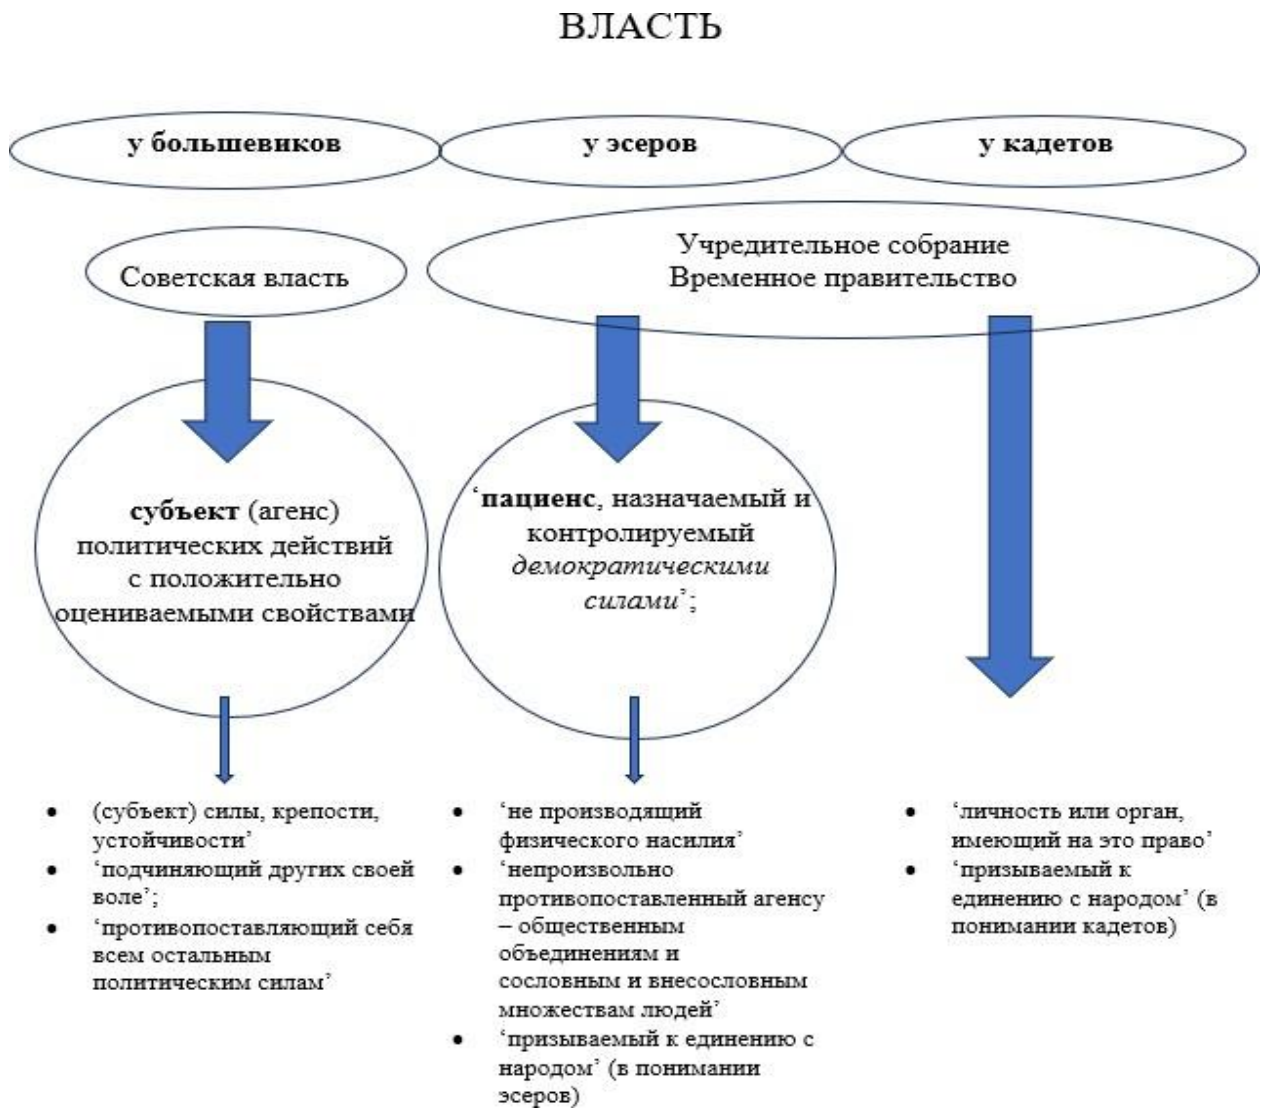 ВЛАСТЬ
у большевиков
у эсеров
у кадетов
Советская власть
Учредительное собрание
Временное правительство
субъект (агенс)
политических действий
с положительно
оцениваемыми свойствами
‘пациенс, назначаемый и
контролируемый
демократическими
силами’;
• (субъект) силы, крепости,
устойчивости’
• ‘подчиняющий других своей
воле’;
• ‘противопоставляющий себя
всем остальным
политическим силам’
• ‘не производящий
физического насилия’
• ‘непроизвольно
противопоставленный агенсу
– общественным
объединениям и
сословным и внесословным
множествам людей’
• ‘призываемый к единению с
народом’ (в понимании
эсеров)
• ‘личность или орган,
имеющий на это право’
• ‘призываемый к
единению с народом’ (в
понимании кадетов)